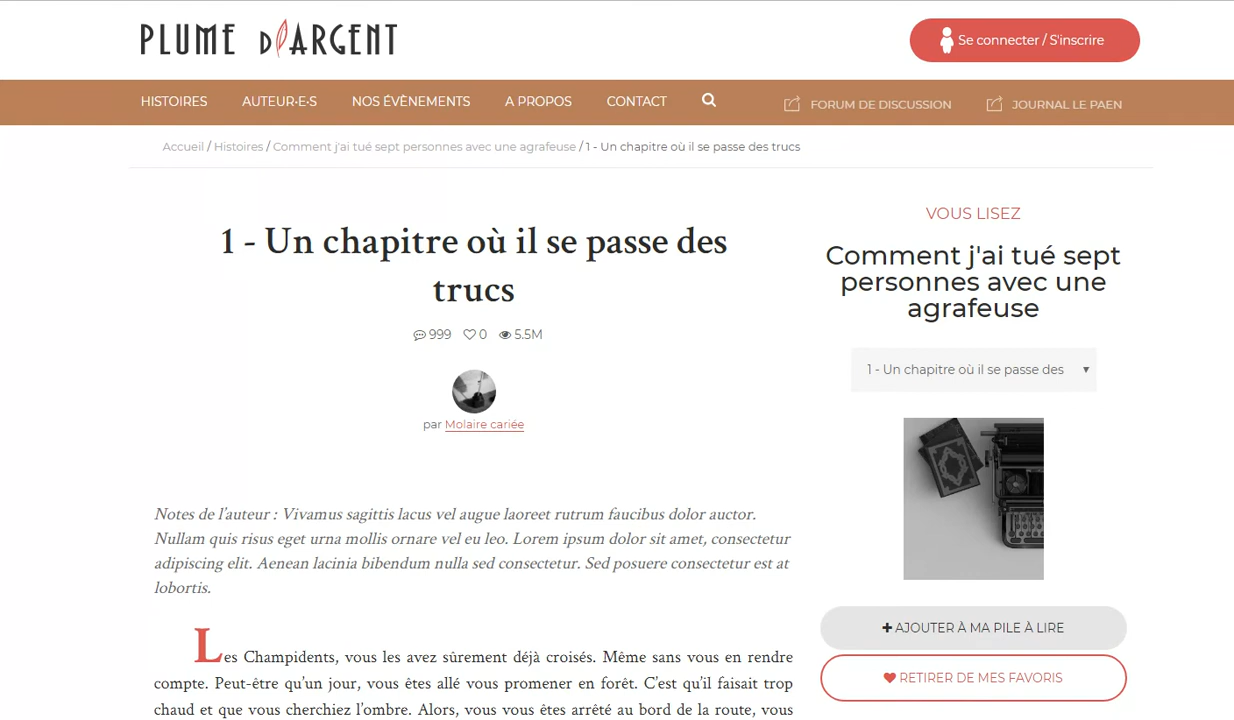 PLUME D'ARGENT
Se connecter / S'inscrire
HISTOIRES AUTEUR·E·S NOS ÉVÈNEMENTS A PROPOS CONTACT FORUM DE DISCUSSION JOURNAL LE PAEN
Accueil / Histoires / Comment j'ai tué sept personnes avec une agrafeuse / 1 - Un chapitre où il se passe des trucs
1 - Un chapitre où il se passe des
trucs
999 0 5.5M
par Molaire cariée
Notes de l'auteur : Vivamus sagittis lacus vel augue laoreet rutrum faucibus dolor auctor.
Nullam quis risus eget urna mollis ornare vel eu leo. Lorem ipsum dolor sit amet, consectetur
adipiscing elit. Aenean lacinia bibendum nulla sed consectetur. Sed posuere consectetur est at
lobortis.
Les Champidents, vous les avez sûrement déjà croisés. Même sans vous en rendre
compte. Peut-être qu'un jour, vous êtes allé vous promener en forêt. C'est qu'il faisait trop
chaud et que vous cherchiez l'ombre. Alors, vous vous êtes arrêté au bord de la route, vous
VOUS LISEZ
Comment j'ai tué sept
personnes avec une
agrafeuse
1 - Un chapitre où il se passe des
AJOUTER À MA PILE À LIRE
RETIRER DE MES FAVORIS